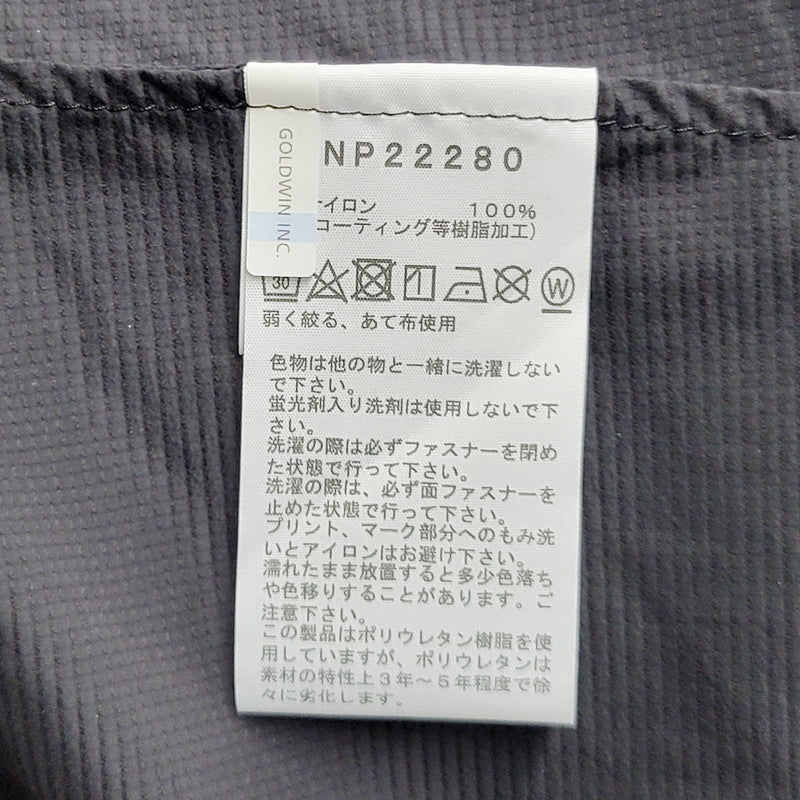 GOLDWIN INC.
NP22280
イロン 100%
コーティング等樹脂加工)
30
W
弱く絞る、あて布使用
色物は他の物と一緒に洗濯しない
で下さい。
蛍光剤入り洗剤は使用しないで下
さい。
洗濯の際は必ずファスナーを閉め
た状態で行って下さい。
洗濯の際は、必ず面ファスナーを
止めた状態で行って下さい。
プリント、マーク部分へのもみ洗
いとアイロンはお避け下さい。
濡れたまま放置すると多少色落ち
や色移りすることがあります。ご
注意下さい。
この製品はポリウレタン樹脂を使
用していますが、ポリウレタンは
素材の特性上3年～5年程度で徐
々に劣化します。